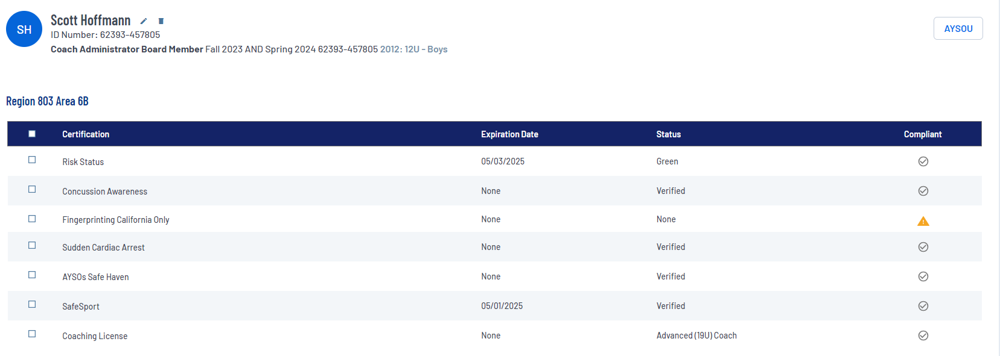 SH
Scott Hoffmann
ID Number: 62393-457805
Coach Administrator Board Member Fall 2023 AND Spring 2024 62393-457805 2012: 12U - Boys
AYSOU
Region 803 Area 6B
Certification Expiration Date Status Compliant
Risk Status 05/03/2025 Green
Concussion Awareness None Verified
Fingerprinting California Only None None
Sudden Cardiac Arrest None Verified
AYSOs Safe Haven None Verified
SafeSport 05/01/2025 Verified
Coaching License None Advanced (19U) Coach